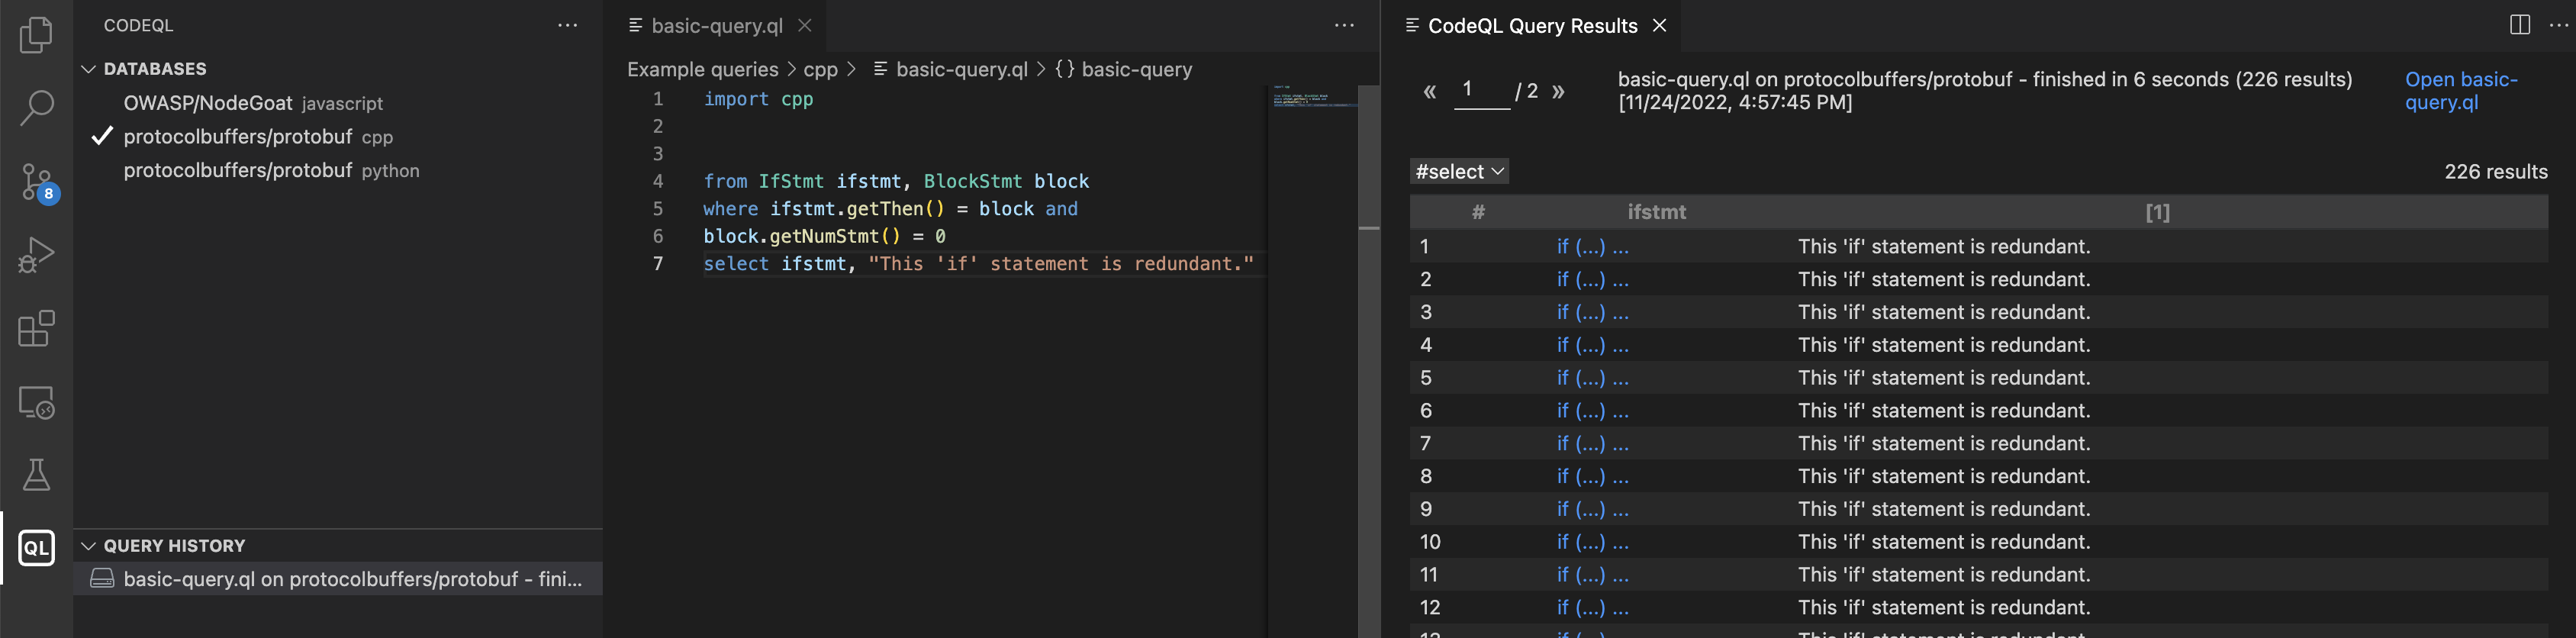 CODEQL
DATABASES
OWASP/NodeGoat javascript
protocolbuffers/protobuf cpp
protocolbuffers/protobuf python
8
QL
QUERY HISTORY
basic-query.ql on protocolbuffers/protobuf - fini...
basic-query.ql
Example queries > cpp > basic-query.ql > {} basic-query
1 import cpp
2
3
4 from IfStmt ifstmt, BlockStmt block
5 where ifstmt.getThen() = block and
6 block.getNumStmt() = 0
7 select ifstmt, "This 'if' statement is redundant."
CodeQL Query Results
« 1 / 2 »
basic-query.ql on protocolbuffers/protobuf - finished in 6 seconds (226 results)
[11/24/2022, 4:57:45 PM]
Open basic-
query.ql
#select
226 results
# ifstmt [1]
1 if (...) ... This 'if' statement is redundant.
2 if (...) ... This 'if' statement is redundant.
3 if (...) ... This 'if' statement is redundant.
4 if (...) ... This 'if' statement is redundant.
5 if (...) ... This 'if' statement is redundant.
6 if (...) ... This 'if' statement is redundant.
7 if (...) ... This 'if' statement is redundant.
8 if (...) ... This 'if' statement is redundant.
9 if (...) ... This 'if' statement is redundant.
10 if (...) ... This 'if' statement is redundant.
11 if (...) ... This 'if' statement is redundant.
12 if (...) ... This 'if' statement is redundant.